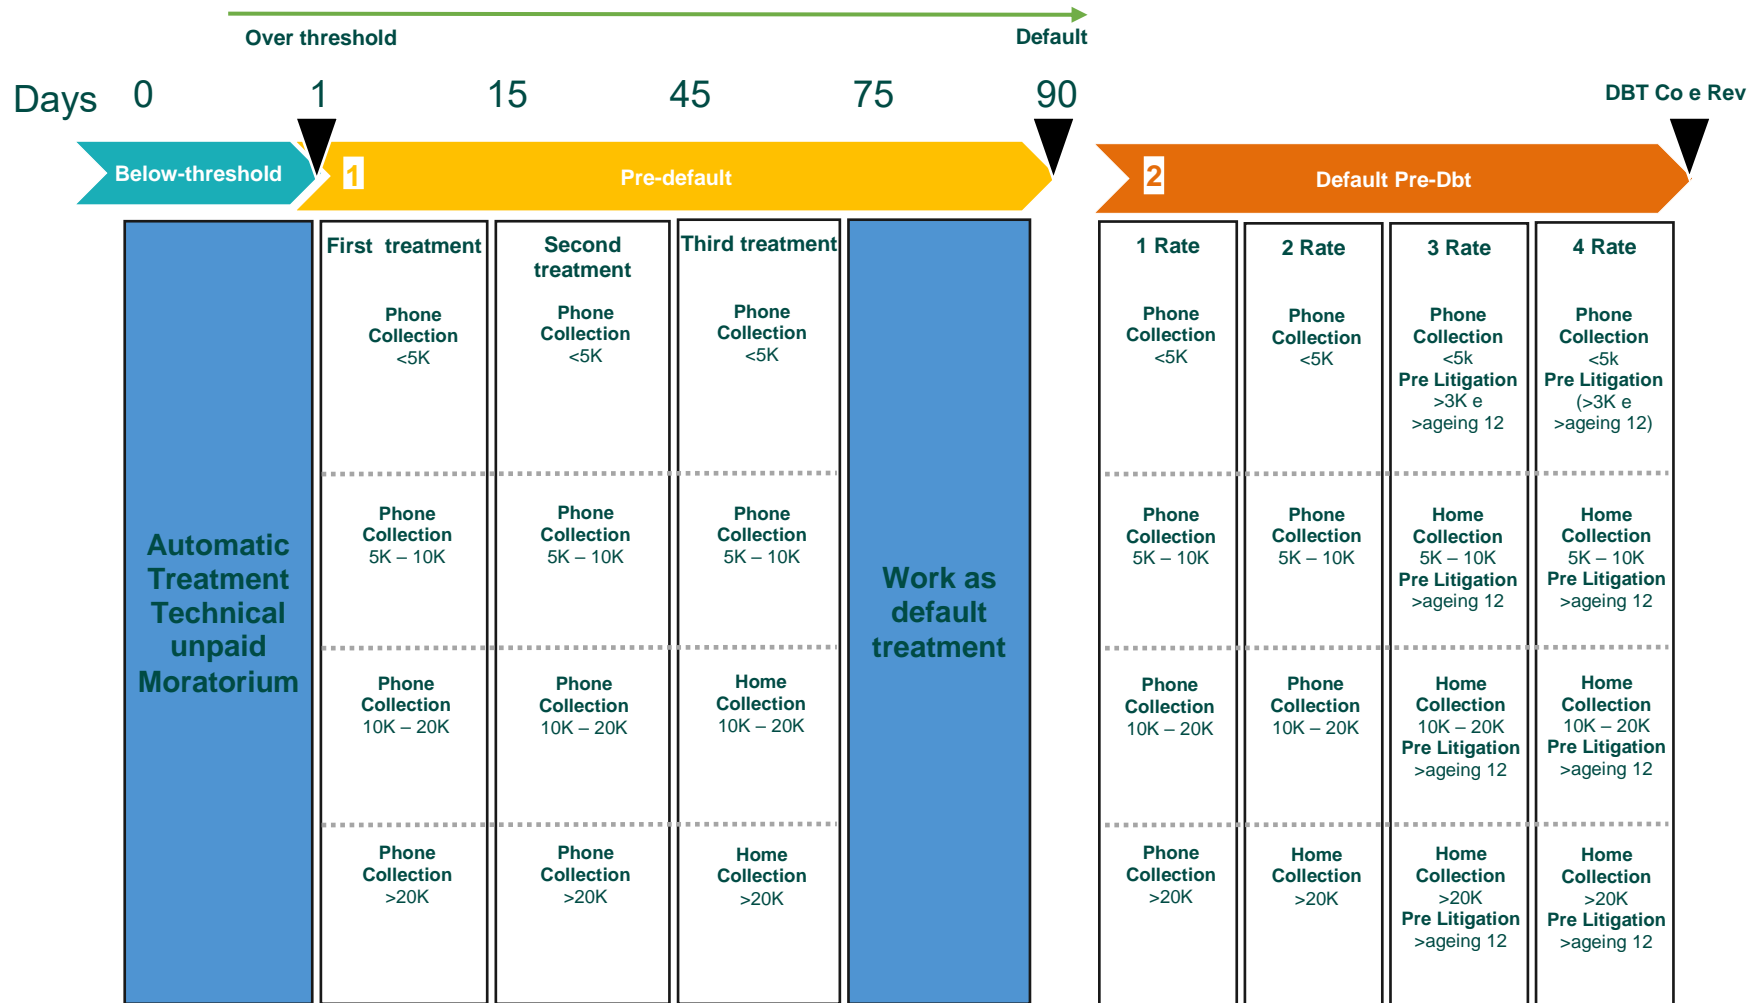 Over threshold
Default
Days
0
1
15
45
75
90
DBT Co e Rev
Below-threshold
1
Pre-default
2
Default Pre-Dbt
Automatic
Treatment
Technical
unpaid
Moratorium
First treatment
Phone
Collection
<5K
Phone
Collection
5K – 10K
Phone
Collection
10K – 20K
Phone
Collection
>20K
Second
treatment
Phone
Collection
<5K
Phone
Collection
5K – 10K
Phone
Collection
10K – 20K
Phone
Collection
>20K
Third treatment
Phone
Collection
<5K
Phone
Collection
5K – 10K
Home
Collection
10K – 20K
Home
Collection
>20K
Work as
default
treatment
1 Rate
Phone
Collection
<5K
Phone
Collection
5K – 10K
Phone
Collection
10K – 20K
Phone
Collection
>20K
2 Rate
Phone
Collection
<5K
Phone
Collection
5K – 10K
Phone
Collection
10K – 20K
Home
Collection
>20K
3 Rate
Phone
Collection
<5k
Pre Litigation
>3K e
>ageing 12
Home
Collection
5K – 10K
Pre Litigation
>ageing 12
Home
Collection
10K – 20K
Pre Litigation
>ageing 12
Home
Collection
>20K
Pre Litigation
>ageing 12
4 Rate
Phone
Collection
<5k
Pre Litigation
(>3K e
>ageing 12)
Home
Collection
5K – 10K
Pre Litigation
>ageing 12
Home
Collection
10K – 20K
Pre Litigation
>ageing 12
Home
Collection
>20K
Pre Litigation
>ageing 12